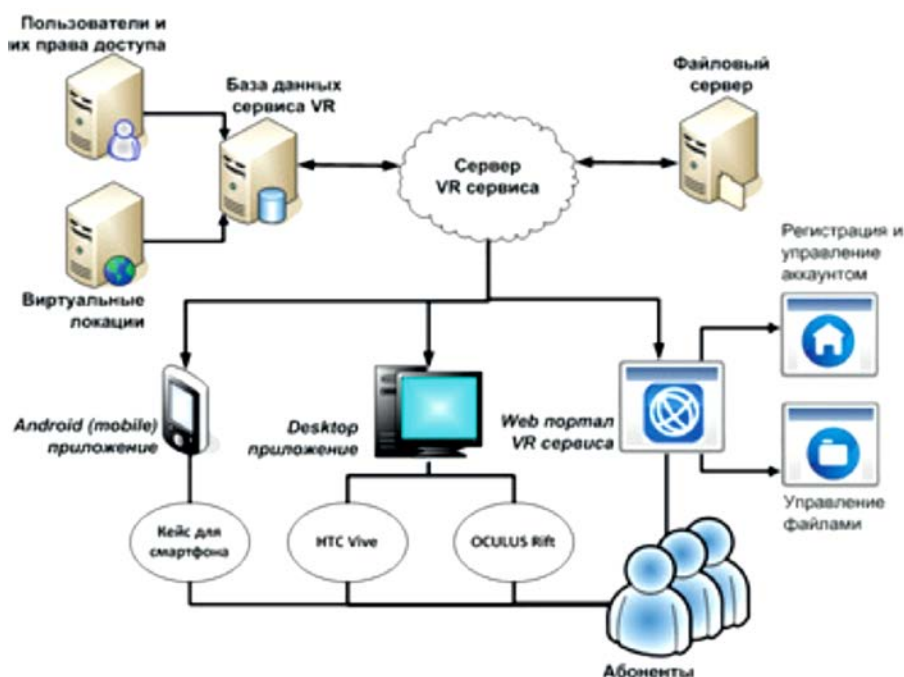 Пользователи и
их права доступа
База данных
сервиса VR
Файловый
сервер
Сервер
VR сервиса
Виртуальные
локации
Регистрация и
управление
аккаунтом
Android (mobile)
приложение
Desktop
приложение
Web портал
VR сервиса
Управление
файлами
Кейс для
смартфона
HTC Vive
OCULUS Rift
Абоненты